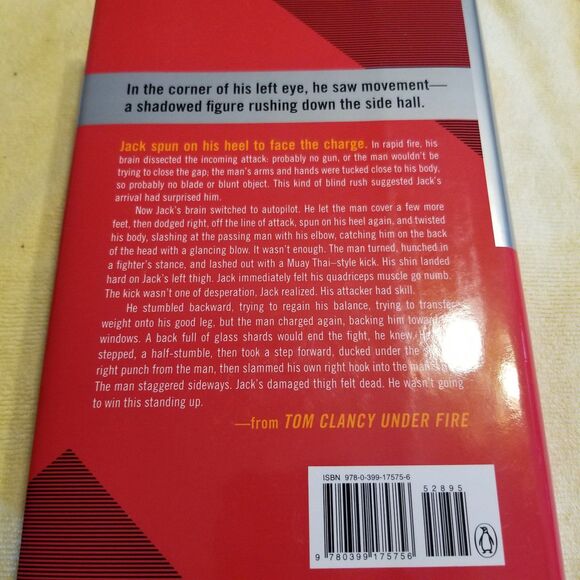 In the corner of his left eye, he saw movement—
a shadowed figure rushing down the side hall.
Jack spun on his heel to face the charge. In rapid fire, his
brain dissected the incoming attack: probably no gun, or the man wouldn't be
trying to close the gap; the man's arms and hands were tucked close to his body,
so probably no blade or blunt object. This kind of blind rush suggested Jack's
arrival had surprised him.
Now Jack's brain switched to autopilot. He let the man cover a few more
feet, then dodged right, off the line of attack, spun on his heel again, and twisted
his body, slashing at the passing man with his elbow, catching him on the back
of the head with a glancing blow. It wasn't enough. The man turned, hunched in
a fighter's stance, and lashed out with a Muay Thai–style kick. His shin landed
hard on Jack's left thigh. Jack immediately felt his quadriceps muscle go numb.
The kick wasn't one of desperation, Jack realized. His attacker had skill.
He stumbled backward, trying to regain his balance, trying to transfer
weight onto his good leg, but the man charged again, backing him toward
windows. A back full of glass shards would end the fight, he knew.
stepped, a half-stumble, then took a step forward, ducked under the
right punch from the man, then slammed his own right hook into the
The man staggered sideways. Jack's damaged thigh felt dead. He wasn't going
to win this standing up.
—from TOM CLANCY UNDER FIRE
ISBN 978-0-399-17575-6
52895
9 780399 175756